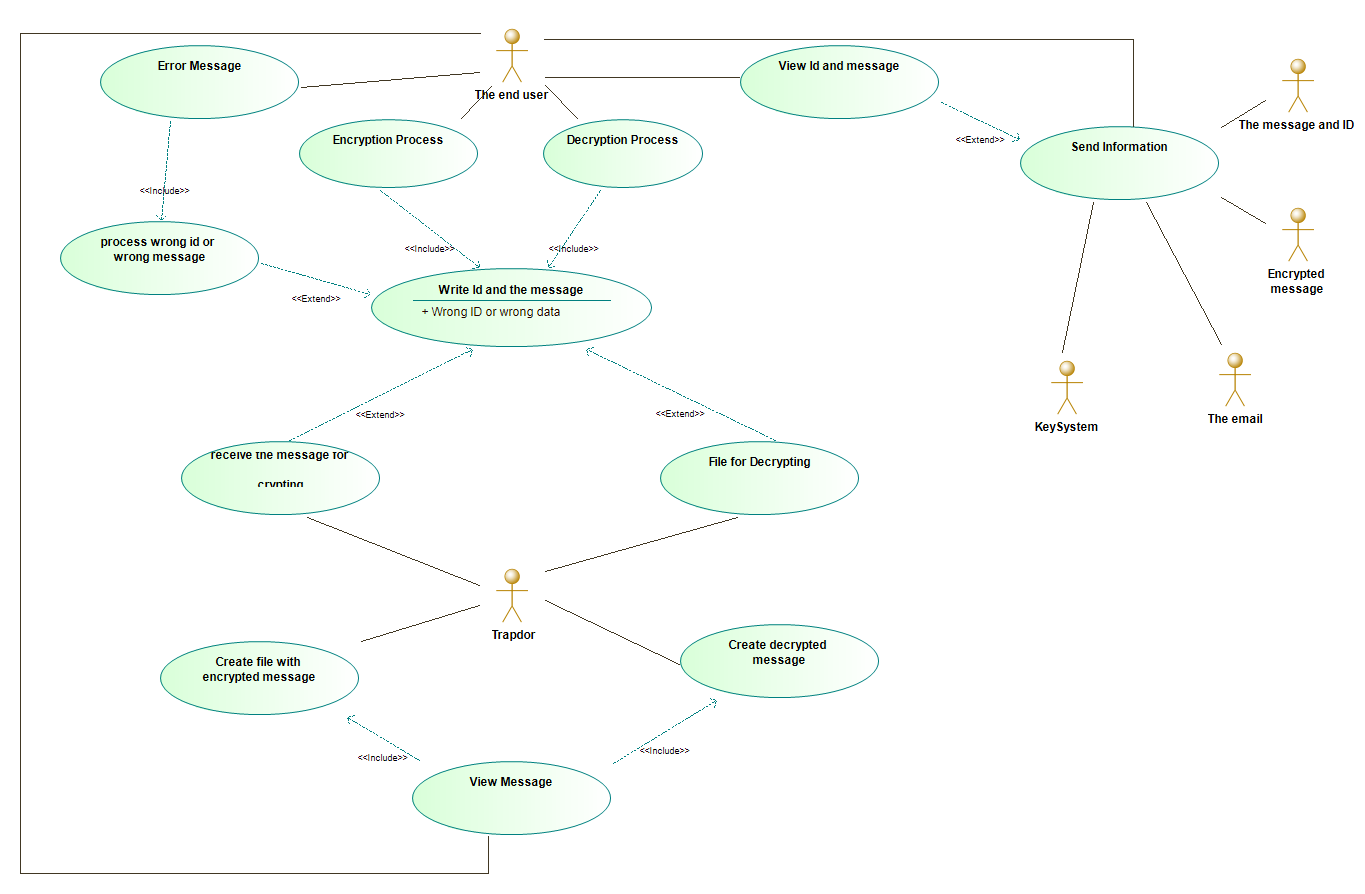 Error Message
The end user
View Id and message
The message and ID
Encryption Process
Decryption Process
<<Extend>>
Send Information
<<Include>>
process wrong id or
wrong message
<<Include>>
<<Include>>
Encrypted
message
<<Extend>>
Write Id and the message
+ Wrong ID or wrong data
<<Extend>>
<<Extend>>
KeySystem
The email
receive the message for
crypting
File for Decrypting
Trapdor
Create file with
encrypted message
Create decrypted
message
<<Include>>
<<Include>>
View Message